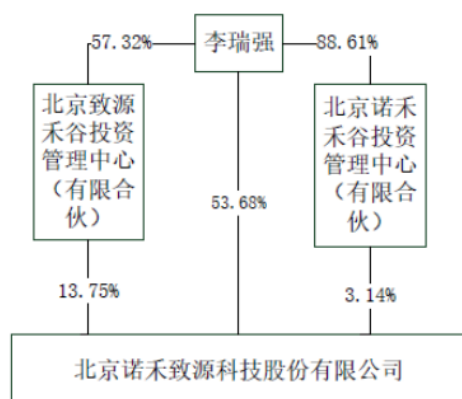 57.32%
李瑞强
88.61%
北京致源
禾谷投资
管理中心
（有限合
伙）
北京诺禾
禾谷投资
管理中心
（有限合
伙）
53.68%
13.75%
3.14%
北京诺禾致源科技股份有限公司